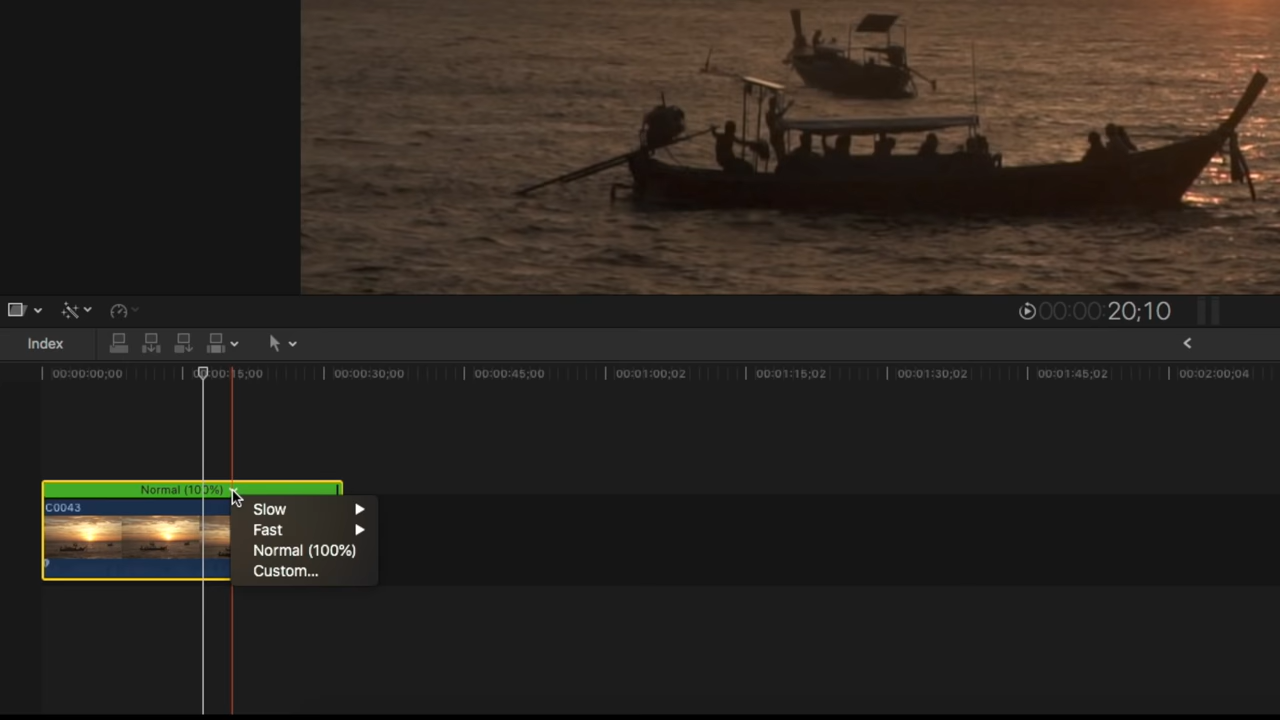 00:00:20;10
Index
00:00:00;00
00:00:15;00
00:00:30;00
00:00:45;00
00:01:00;02
00:01:15;02
00:01:30;02
00:01:45;02
00:02:00;04
Normal (100%)
C0043
Slow
Fast
Normal (100%)
Custom...